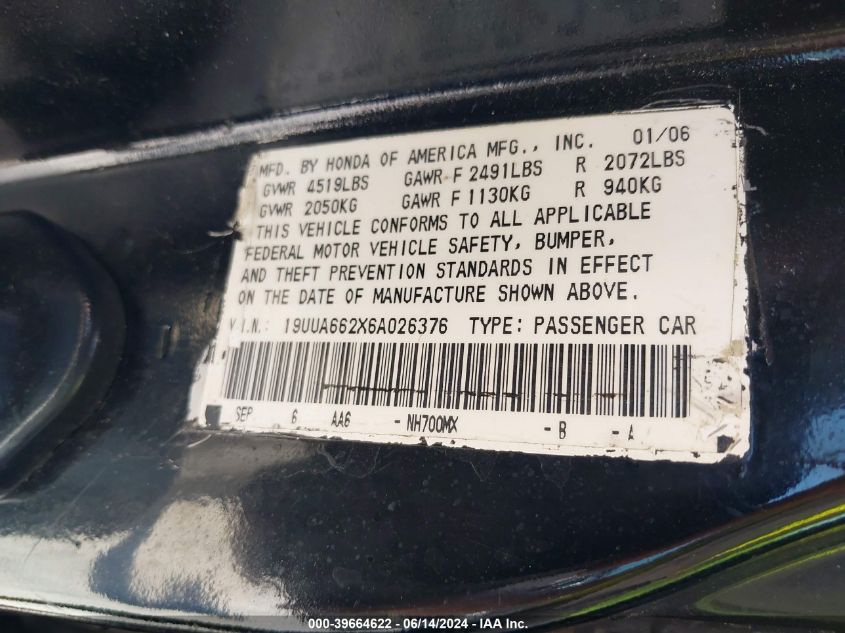 MFD. BY HONDA OF AMERICA MFG., INC. 01/06
GVWR 4519LBS GAWR F 2491LBS R 2072LBS
GVWR 2050KG GAWR F 1130KG R 940KG
THIS VEHICLE CONFORMS TO ALL APPLICABLE
FEDERAL MOTOR VEHICLE SAFETY, BUMPER,
AND THEFT PREVENTION STANDARDS IN EFFECT
ON THE DATE OF MANUFACTURE SHOWN ABOVE.
V.I.N.: 19UUA662X6A026376 TYPE: PASSENGER CAR
SEP 6 AA6 -NH700MX -B -A
000-39664622 - 06/14/2024 - IAA Inc.